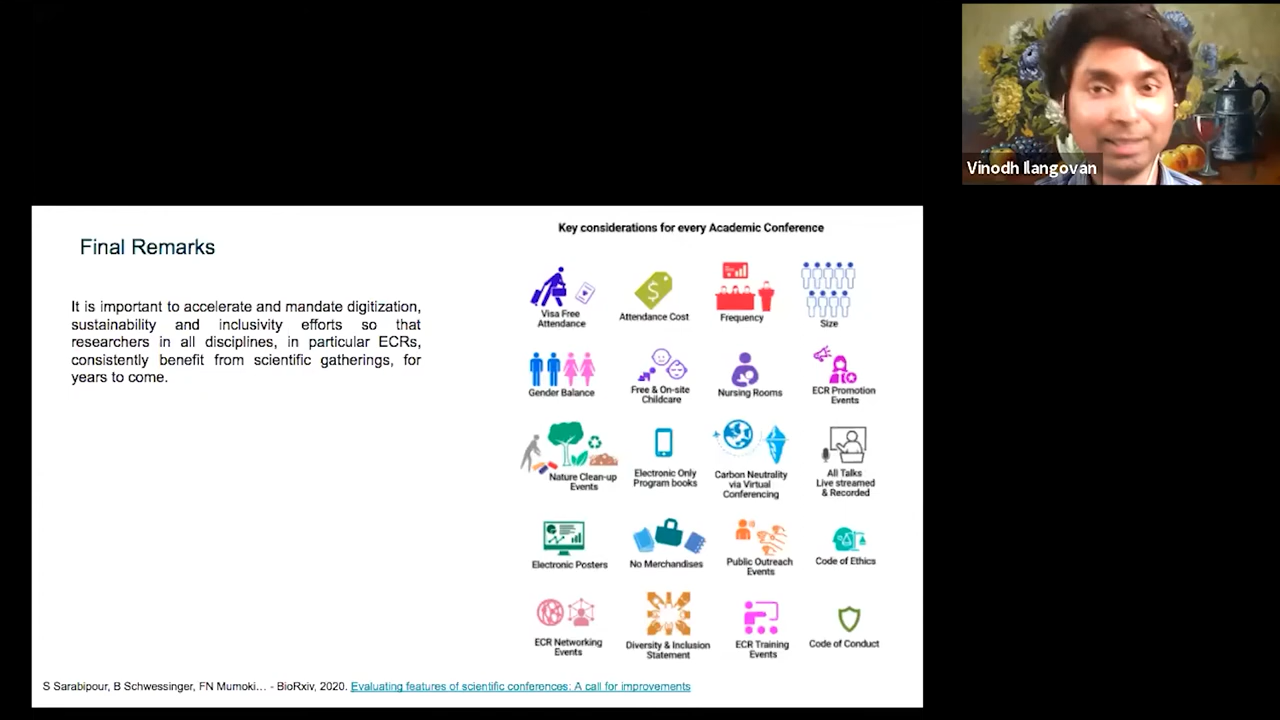 Vinodh Ilangovan
Final Remarks
It is important to accelerate and mandate digitization,
sustainability and inclusivity efforts so that
researchers in all disciplines, in particular ECRs,
consistently benefit from scientific gatherings, for
years to come.
Key considerations for every Academic Conference
Visa Free
Attendance
Attendance Cost
Frequency
Size
Gender Balance
Free & On-site
Childcare
Nursing Rooms
ECR Promotion
Events
Nature Clean-up
Events
Electronic Only
Program books
Carbon Neutrality
via Virtual
Conferencing
All Talks
Live streamed
& Recorded
Electronic Posters
No Merchandises
Public Outreach
Events
Code of Ethics
ECR Networking
Events
Diversity & Inclusion
Statement
ECR Training
Events
Code of Conduct
S Sarabipour, B Schwessinger, FN Mumoki… - BioRxiv, 2020. Evaluating features of scientific conferences: A call for improvements